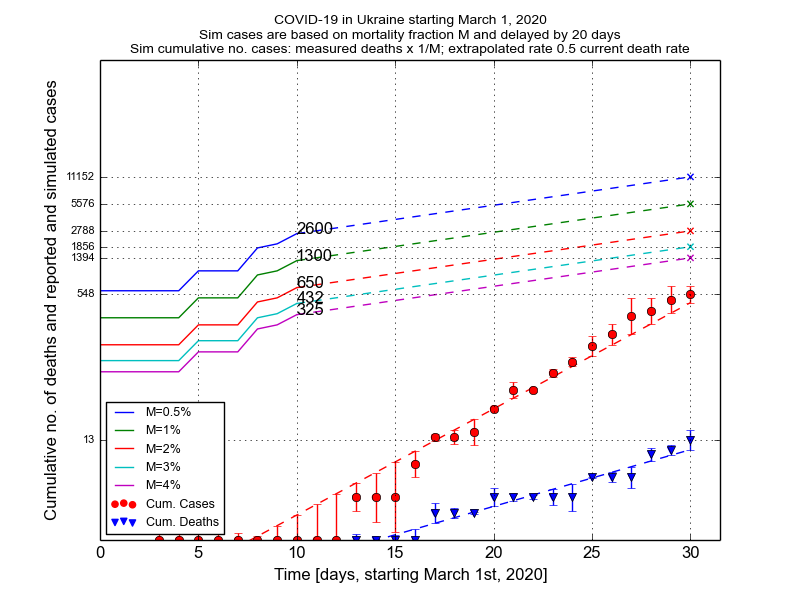 COVID-19 in Ukraine starting March 1, 2020
Sim cases are based on mortality fraction M and delayed by 20 days
Sim cumulative no. cases: measured deaths x 1/M; extrapolated rate 0.5 current death rate
Cumulative no. of deaths and reported and simulated cases
11152
5576
2788
1856
1394
548
13
2600
1300
650
432
325
M=0.5%
M=1%
M=2%
M=3%
M=4%
Cum. Cases
Cum. Deaths
0 5 10 15 20 25 30
Time [days, starting March 1st, 2020]